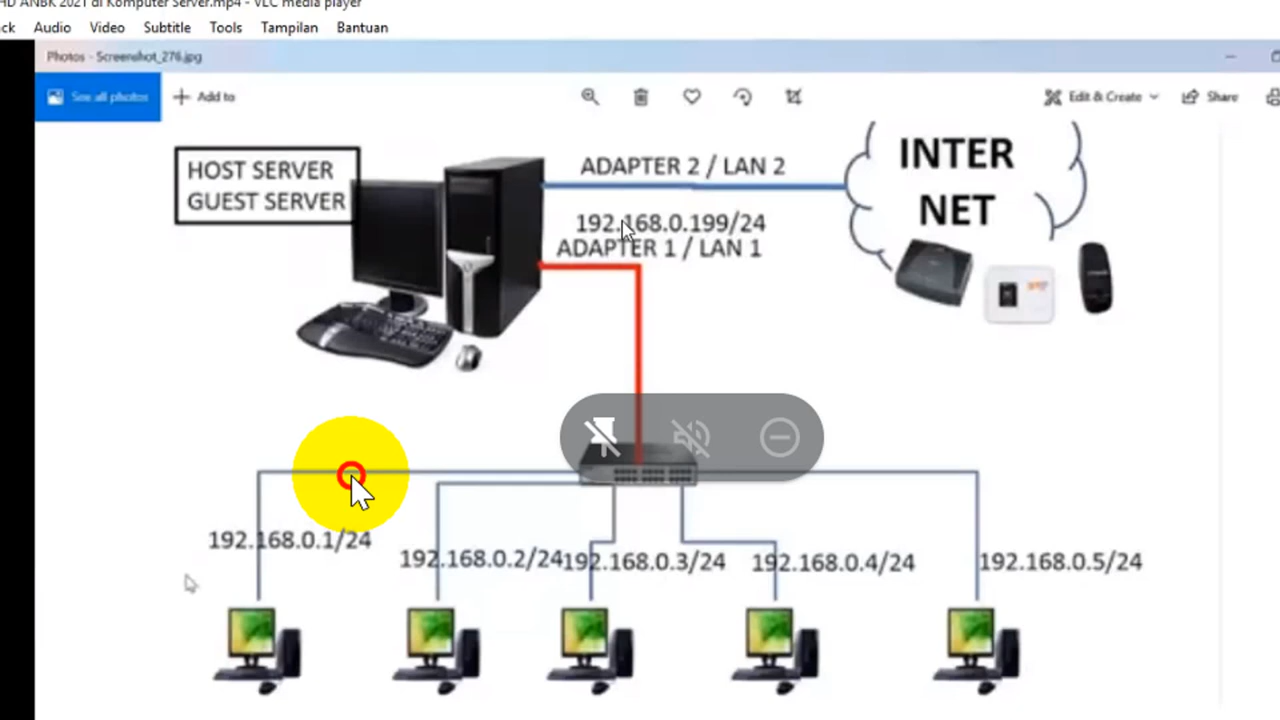 HD ANBK 2021 di Komputer Server.mp4 - VLC media player
ck Audio Video Subtitle Tools Tampilan Bantuan
Photos - Screenshot_276.jpg
See all photos + Add to Edit & Create Share
HOST SERVER
GUEST SERVER
ADAPTER 2 / LAN 2
192.168.0.199/24
ADAPTER 1 / LAN 1
INTER
NET
192.168.0.1/24
192.168.0.2/24
192.168.0.3/24
192.168.0.4/24
192.168.0.5/24